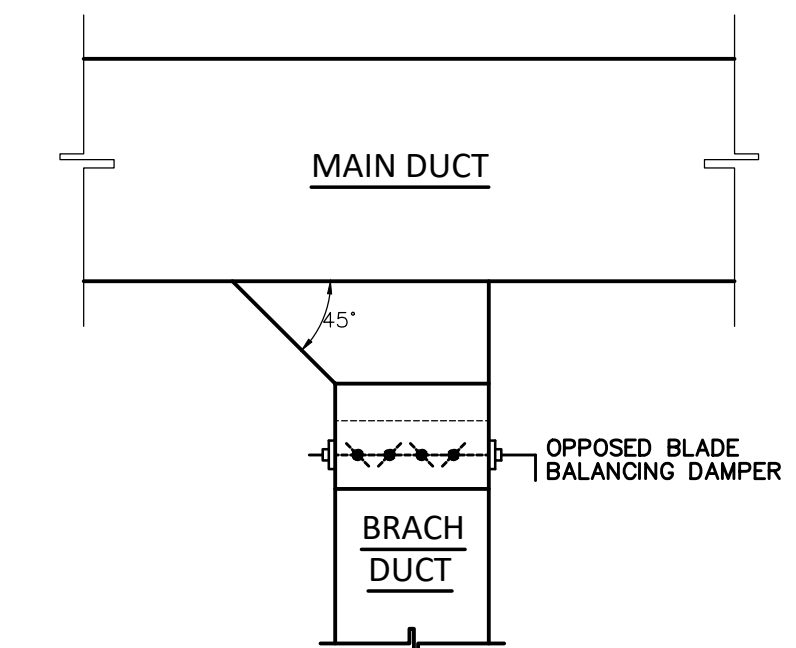 MAIN DUCT
45°
OPPOSED BLADE
BALANCING DAMPER
BRACH
DUCT